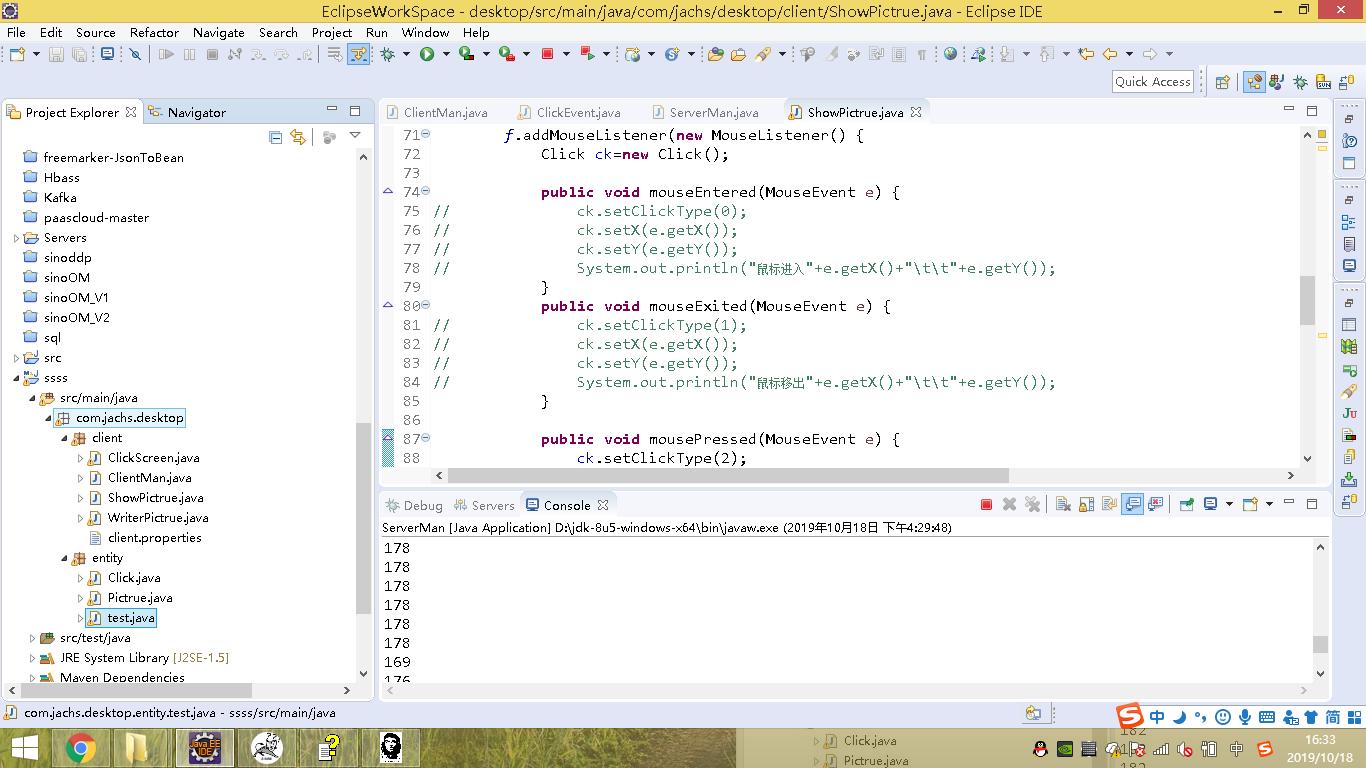 EclipseWorkSpace - desktop/src/main/java/com/jachs/desktop/client/ShowPictrue.java - Eclipse IDE
File Edit Source Refactor Navigate Search Project Run Window Help
Quick Access
Project Explorer Navigator
freemarker-JsonToBean
Hbass
Kafka
paascloud-master
Servers
sinoddp
sinoOM
sinoOM_V1
sinoOM_V2
sql
src
ssss
src/main/java
com.jachs.desktop
client
ClickScreen.java
ClientMan.java
ShowPictrue.java
WriterPictrue.java
client.properties
entity
Click.java
Pictrue.java
test.java
src/test/java
JRE System Library [J2SE-1.5]
Maven Dependencies
ClientMan.java ClickEvent.java ServerMan.java ShowPictrue.java
71 f.addMouseListener(new MouseListener() {
72 Click ck=new Click();
73
74 public void mouseEntered(MouseEvent e) {
75 // ck.setClickType(0);
76 // ck.setX(e.getX());
77 // ck.setY(e.getY());
78 // System.out.println("鼠标进入"+e.getX()+"\t\t"+e.getY());
79 }
80 public void mouseExited(MouseEvent e) {
81 // ck.setClickType(1);
82 // ck.setX(e.getX());
83 // ck.setY(e.getY());
84 // System.out.println("鼠标移出"+e.getX()+"\t\t"+e.getY());
85 }
86
87 public void mousePressed(MouseEvent e) {
88 ck.setClickType(2);
Debug Servers Console
ServerMan [Java Application] D:\jdk-8u5-windows-x64\bin\javaw.exe (2019年10月18日 下午4:29:48)
178
178
178
178
178
178
169
176
com.jachs.desktop.entity.test.java - ssss/src/main/java
中 简
Java EE IDE
Click.java
Pictrue.java
182
中
16:33
2019/10/18